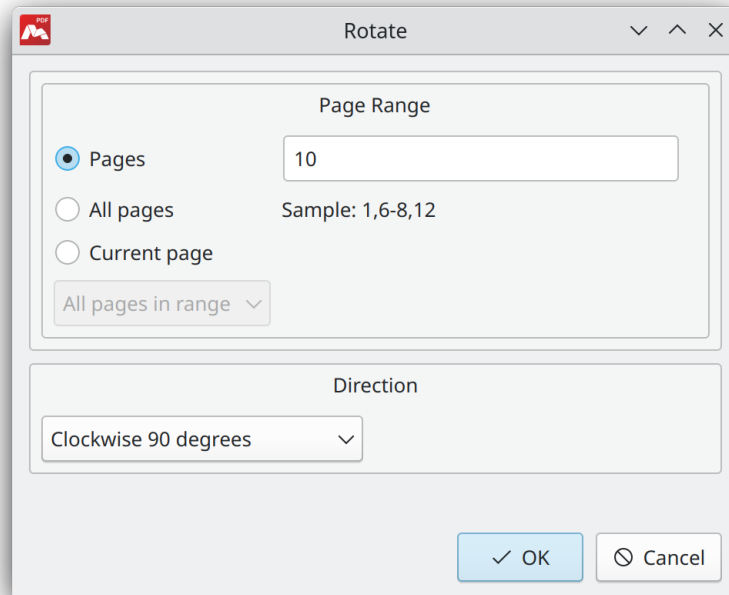 PDF
Rotate
Page Range
Pages
10
All pages
Sample: 1,6-8,12
Current page
All pages in range
Direction
Clockwise 90 degrees
OK
Cancel